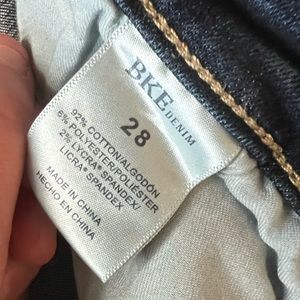 BKE
DENIM
28
92% COTTON/ALGODÓN
6% POLYESTER/POLIÉSTER
2% LYCRA® SPANDEX/
LICRA® SPANDEX
MADE IN CHINA
HECHO EN CHINA